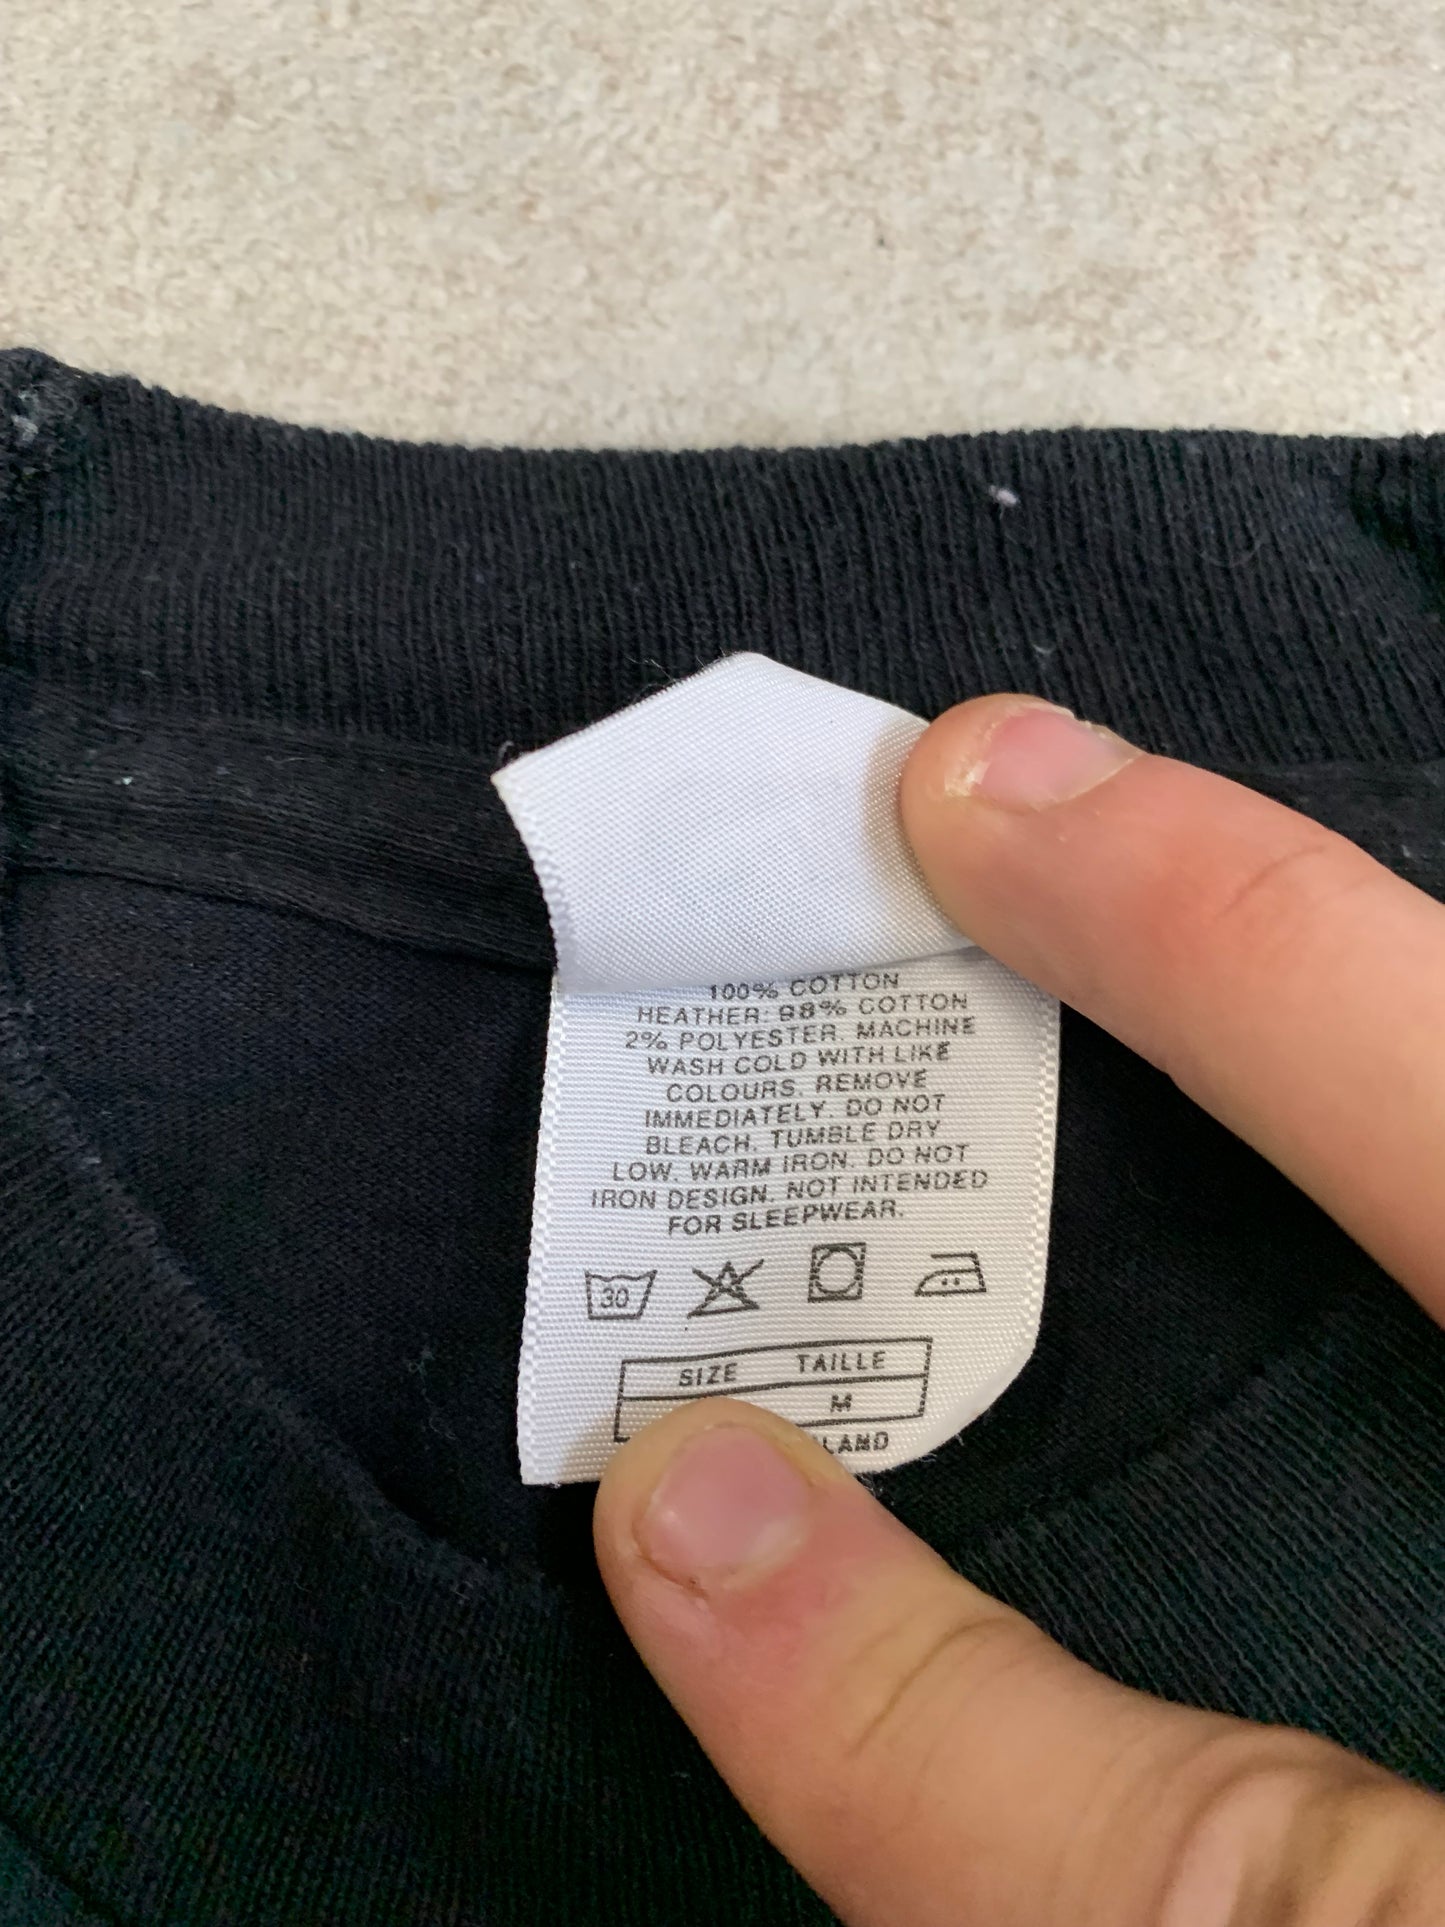 100% COTTON
HEATHER: 98% COTTON
2% POLYESTER. MACHINE
WASH COLD WITH LIKE
COLOURS. REMOVE
IMMEDIATELY. DO NOT
BLEACH. TUMBLE DRY
LOW. WARM IRON. DO NOT
IRON DESIGN. NOT INTENDED
FOR SLEEPWEAR.
30
SIZE TAILLE
M